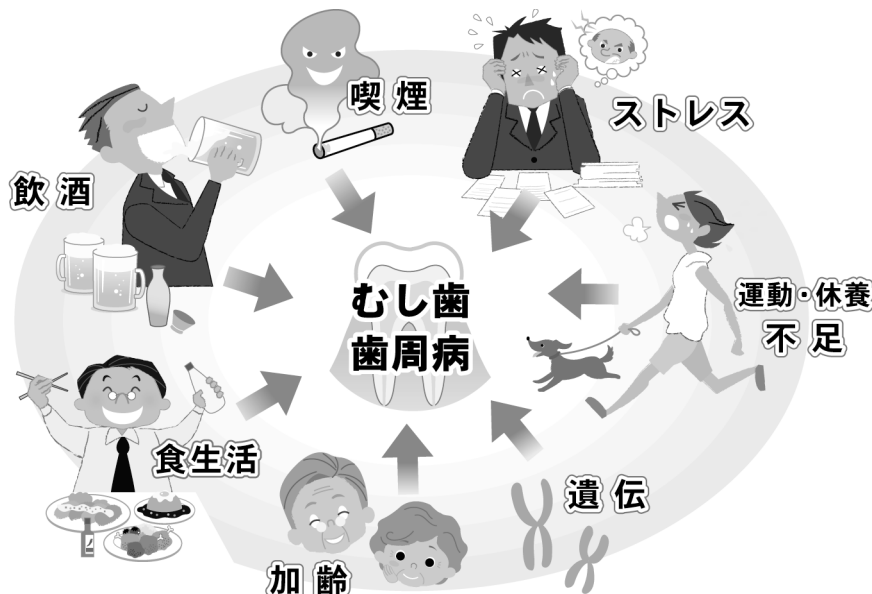 喫煙
ストレス
飲酒
運動・休養
不足
むし歯
歯周病
食生活
遺伝
加齢